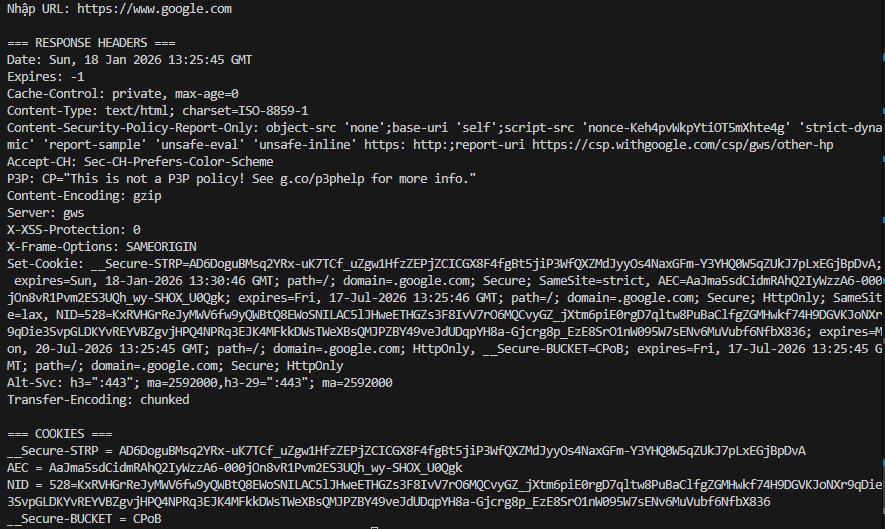 Nhập URL: https://www.google.com
=== RESPONSE HEADERS ===
Date: Sun, 18 Jan 2026 13:25:45 GMT
Expires: -1
Cache-Control: private, max-age=0
Content-Type: text/html; charset=ISO-8859-1
Content-Security-Policy-Report-Only: object-src 'none';base-uri 'self';script-src 'nonce-Keh4pvWkpYtiOT5mXhte4g' 'strict-dyna
mic' 'report-sample' 'unsafe-eval' 'unsafe-inline' https: http:;report-uri https://csp.withgoogle.com/csp/gws/other-hp
Accept-CH: Sec-CH-Prefers-Color-Scheme
P3P: CP="This is not a P3P policy! See g.co/p3phelp for more info."
Content-Encoding: gzip
Server: gws
X-XSS-Protection: 0
X-Frame-Options: SAMEORIGIN
Set-Cookie: __Secure-STRP=AD6DoguBMsq2YRx-uK7TCf_uZgw1HfzZEPjZCICGX8F4fgBt5jiP3WfQXZMdJyyOs4NaxGFm-Y3YHQ0W5qZUkJ7pLxEGjBpDvA;
expires=Sun, 18-Jan-2026 13:30:46 GMT; path=/; domain=.google.com; Secure; SameSite=strict, AEC=AaJma5sdCidmRAhQ2IyWzzA6-000
jOn8vR1Pvm2ES3UQh_wy-SHOX_U0Qgk; expires=Fri, 17-Jul-2026 13:25:46 GMT; path=/; domain=.google.com; Secure; HttpOnly; SameSit
e=lax, NID=528=KxRVHGrReJyMWV6fw9yQWBtQ8EWoSNILAC5lJHweETHGZs3F8IvV7rO6MQCvyGZ_jXtm6piE0rgD7qltw8PuBaClfgZGMHwkf74H9DGVKJoNXr
9qDie3SvpGLDKYvREYVBZgvjHPQ4NPRq3EJK4MFkkDWsTWeXBsQMJPZBY49veJdUDqpYH8a-Gjcrg8p_EzE8SrO1nW095W7sENv6MuVubf6NfbX836; expires=M
on, 20-Jul-2026 13:25:45 GMT; path=/; domain=.google.com; HttpOnly, __Secure-BUCKET=CPoB; expires=Fri, 17-Jul-2026 13:25:45 G
MT; path=/; domain=.google.com; Secure; HttpOnly
Alt-Svc: h3=":443"; ma=2592000,h3-29=":443"; ma=2592000
Transfer-Encoding: chunked
=== COOKIES ===
__Secure-STRP = AD6DoguBMsq2YRx-uK7TCf_uZgw1HfzZEPjZCICGX8F4fgBt5jiP3WfQXZMdJyyOs4NaxGFm-Y3YHQ0W5qZUkJ7pLxEGjBpDvA
AEC = AaJma5sdCidmRAhQ2IyWzzA6-000jOn8vR1Pvm2ES3UQh_wy-SHOX_U0Qgk
NID = 528=KxRVHGrReJyMWV6fw9yQWBtQ8EWoSNILAC5lJHweETHGZs3F8IvV7rO6MQCvyGZ_jXtm6piE0rgD7qltw8PuBaClfgZGMHwkf74H9DGVKJoNXr9qDie
3SvpGLDKYvREYVBZgvjHPQ4NPRq3EJK4MFkkDWsTWeXBsQMJPZBY49veJdUDqpYH8a-Gjcrg8p_EzE8SrO1nW095W7sENv6MuVubf6NfbX836
__Secure-BUCKET = CPoB